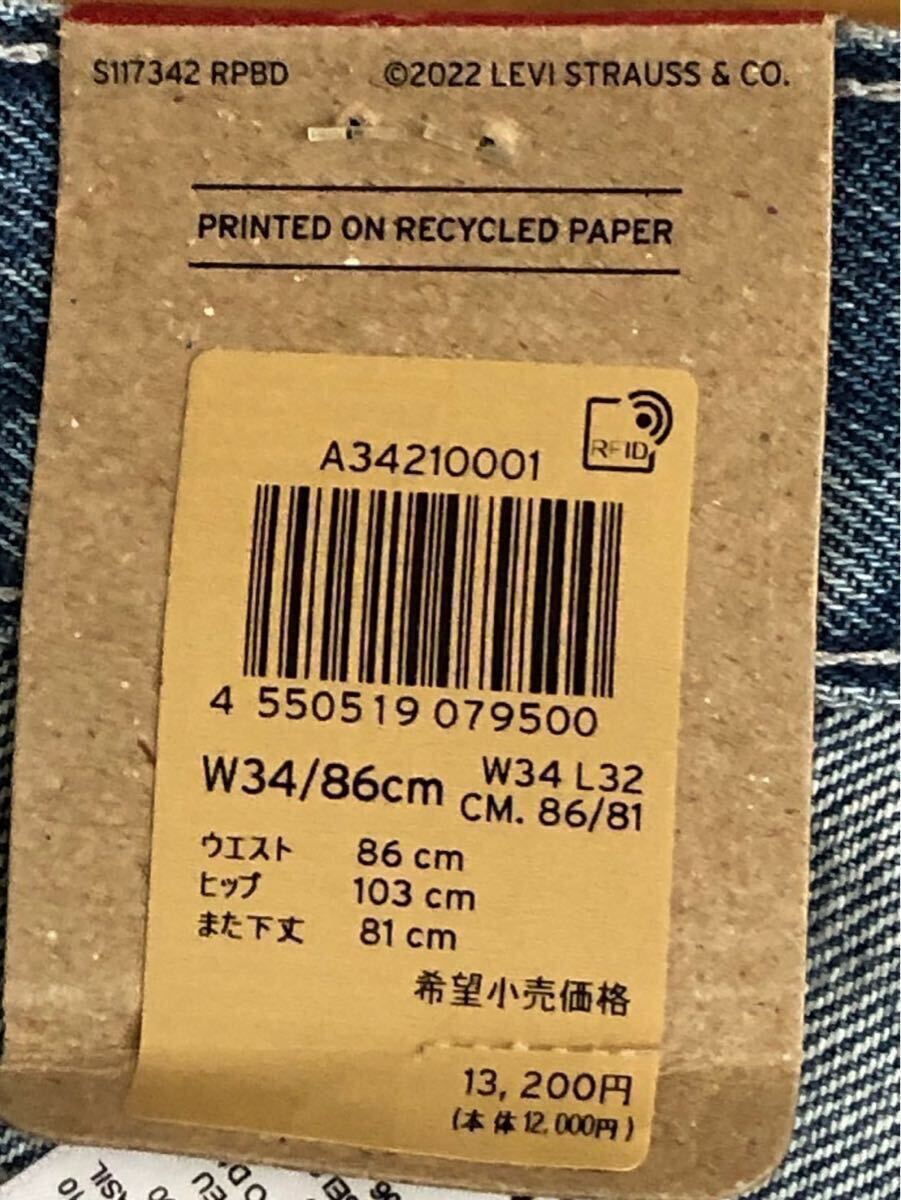 S117342 RPBD ©2022 LEVI STRAUSS & CO.
PRINTED ON RECYCLED PAPER
RFID
A34210001
4 550519 079500
W34/86cm W34 L32
CM. 86/81
ウエスト 86 cm
ヒップ 103 cm
また下丈 81 cm
希望小売価格
13,200円
(本体12,000円)